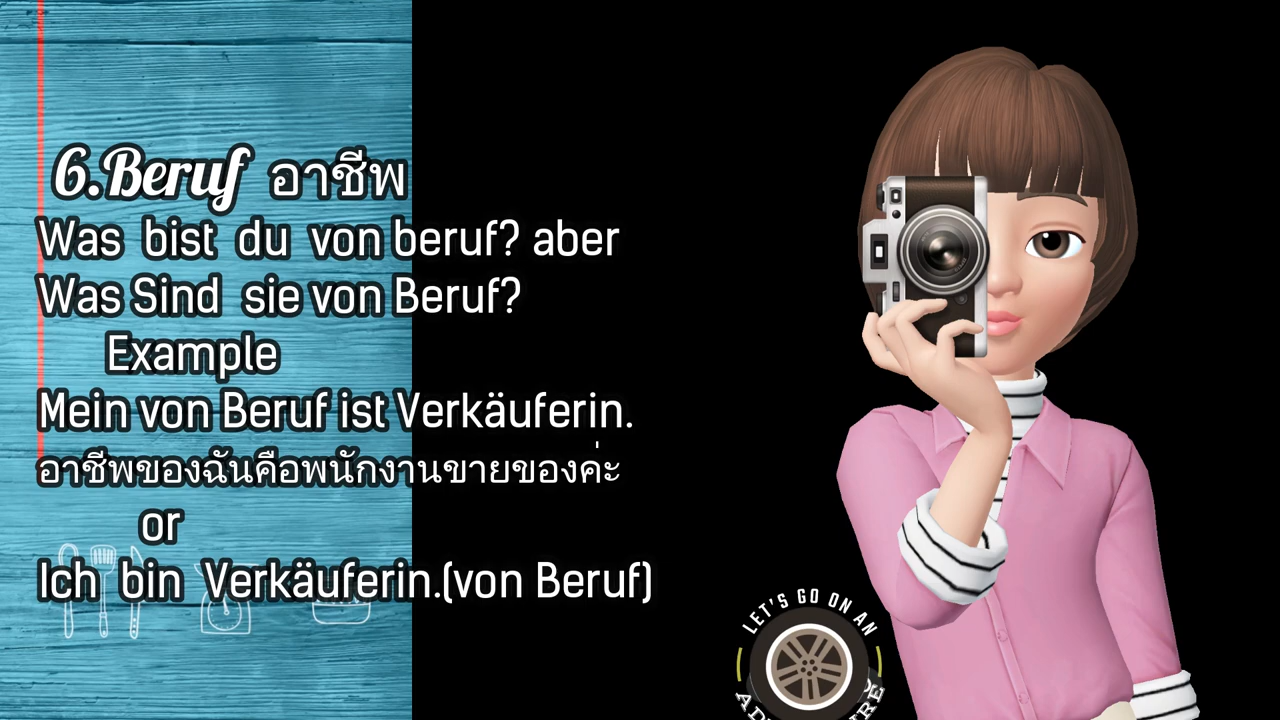 6.Beruf อาชีพ
Was bist du von beruf? aber
Was Sind sie von Beruf?
Example
Mein von Beruf ist Verkäuferin.
อาชีพของฉันคือพนักงานขายของค่ะ
or
Ich bin Verkäuferin.(von Beruf)
LET'S GO ON AN